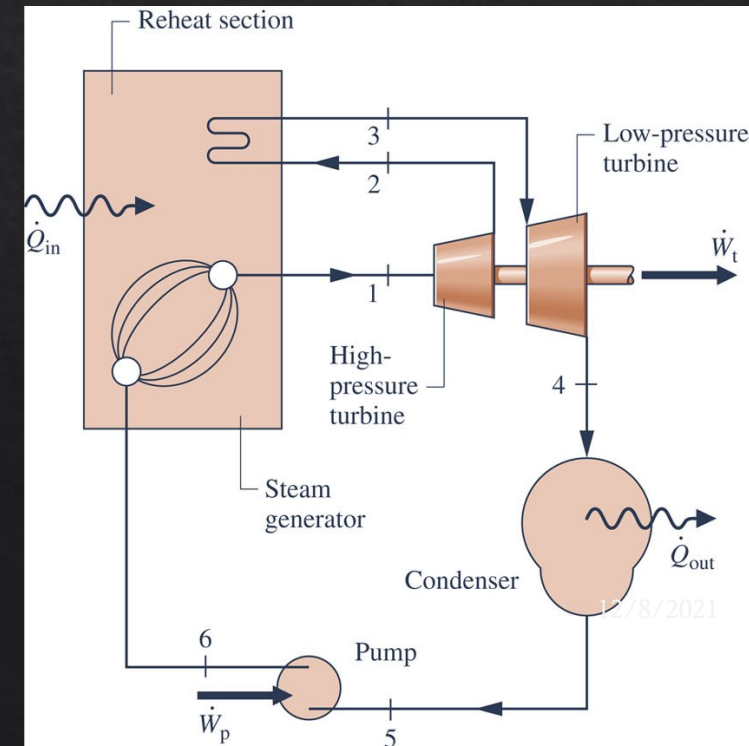 Reheat section
3
2
Low-pressure
turbine
Q̇in
Ẇt
1
High-
pressure
turbine
4
Steam
generator
Q̇out
Condenser
12/8/2021
6
Pump
Ẇp
5